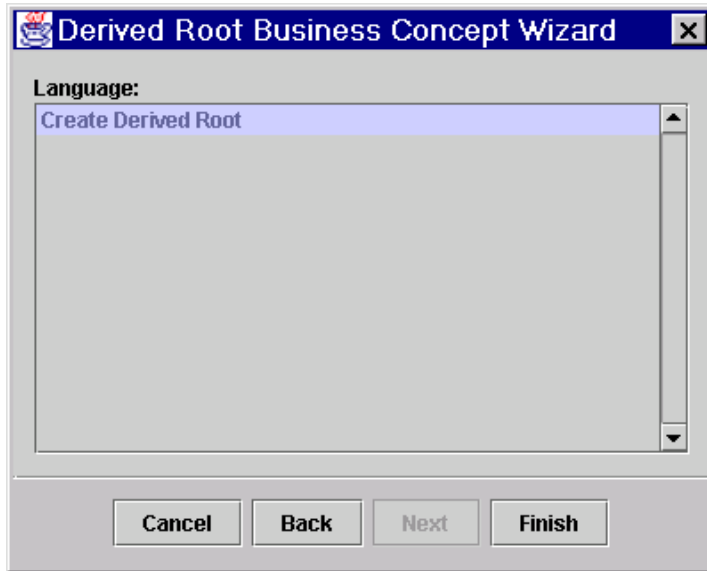 Derived Root Business Concept Wizard
Language:
Create Derived Root
Cancel Back Next Finish